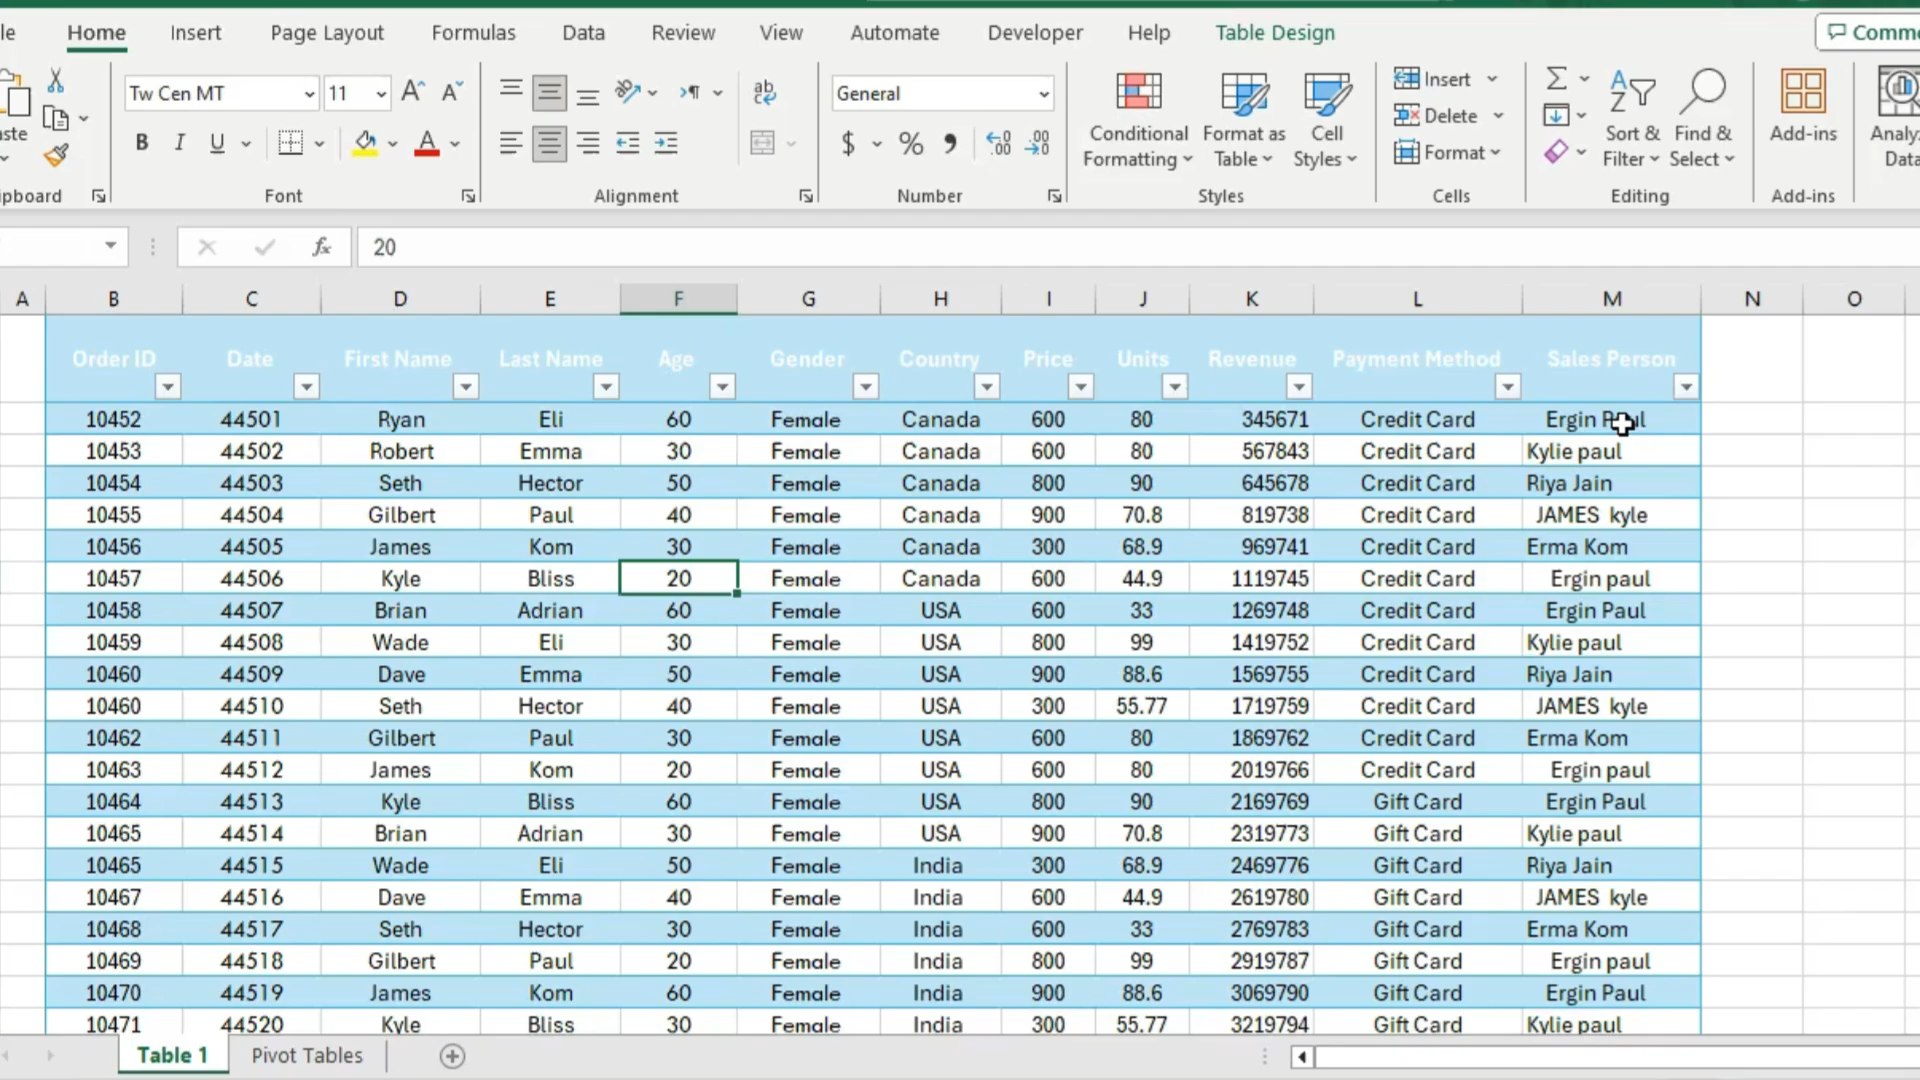 le Home Insert Page Layout Formulas Data Review View Automate Developer Help Table Design Comme
Tw Cen MT 11 General Insert
Delete
aste Conditional Format as Cell Sort & Find & Add-ins Analy
Formatting Table Styles Format Filter Select Data
ipboard Font Alignment Number Styles Cells Editing Add-ins
fx 20
A B C D E F G H I J K L M N O
Order ID Date First Name Last Name Age Gender Country Price Units Revenue Payment Method Sales Person
10452 44501 Ryan Eli 60 Female Canada 600 80 345671 Credit Card Ergin Paul
10453 44502 Robert Emma 30 Female Canada 600 80 567843 Credit Card Kylie paul
10454 44503 Seth Hector 50 Female Canada 800 90 645678 Credit Card Riya Jain
10455 44504 Gilbert Paul 40 Female Canada 900 70.8 819738 Credit Card JAMES kyle
10456 44505 James Kom 30 Female Canada 300 68.9 969741 Credit Card Erma Kom
10457 44506 Kyle Bliss 20 Female Canada 600 44.9 1119745 Credit Card Ergin paul
10458 44507 Brian Adrian 60 Female USA 600 33 1269748 Credit Card Ergin Paul
10459 44508 Wade Eli 30 Female USA 800 99 1419752 Credit Card Kylie paul
10460 44509 Dave Emma 50 Female USA 900 88.6 1569755 Credit Card Riya Jain
10460 44510 Seth Hector 40 Female USA 300 55.77 1719759 Credit Card JAMES kyle
10462 44511 Gilbert Paul 30 Female USA 600 80 1869762 Credit Card Erma Kom
10463 44512 James Kom 20 Female USA 600 80 2019766 Credit Card Ergin paul
10464 44513 Kyle Bliss 60 Female USA 800 90 2169769 Gift Card Ergin Paul
10465 44514 Brian Adrian 30 Female USA 900 70.8 2319773 Gift Card Kylie paul
10465 44515 Wade Eli 50 Female India 300 68.9 2469776 Gift Card Riya Jain
10467 44516 Dave Emma 40 Female India 600 44.9 2619780 Gift Card JAMES kyle
10468 44517 Seth Hector 30 Female India 600 33 2769783 Gift Card Erma Kom
10469 44518 Gilbert Paul 20 Female India 800 99 2919787 Gift Card Ergin paul
10470 44519 James Kom 60 Female India 900 88.6 3069790 Gift Card Ergin Paul
10471 44520 Kyle Bliss 30 Female India 300 55.77 3219794 Gift Card Kylie paul
Table 1 Pivot Tables